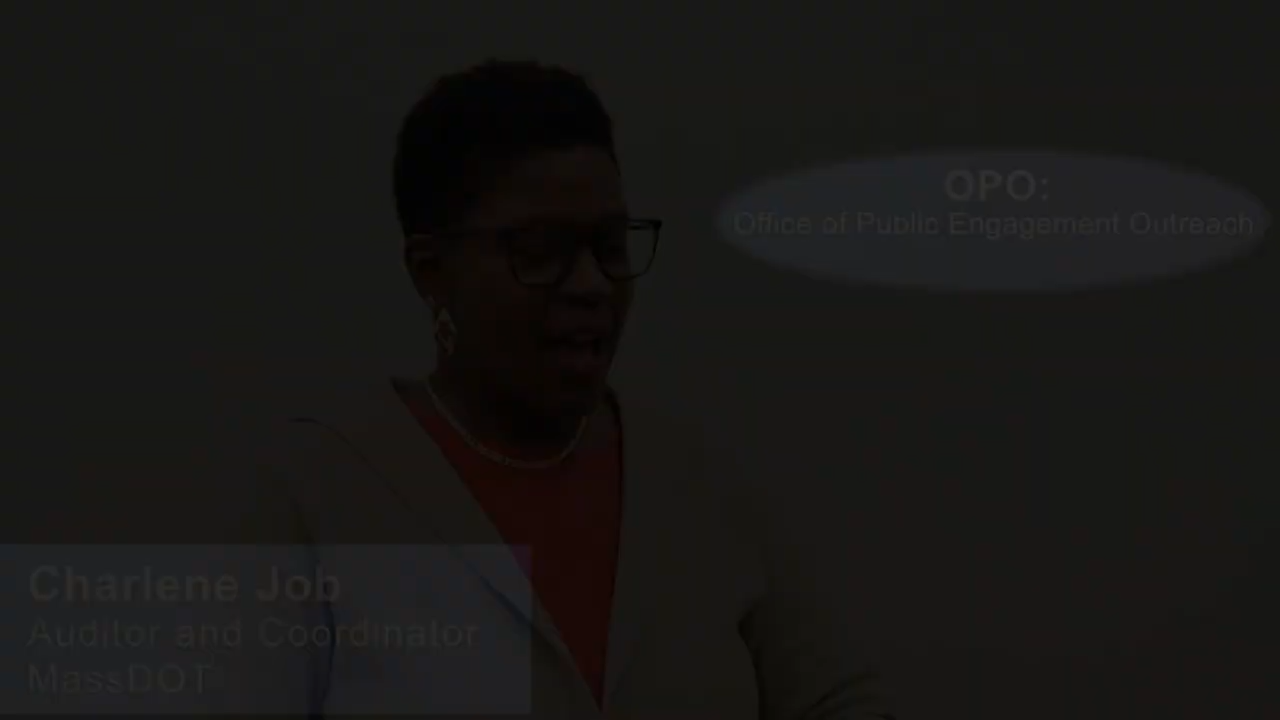 OPO:
Office of Public Engagement Outreach
Charlene Job
Auditor and Coordinator
MassDOT